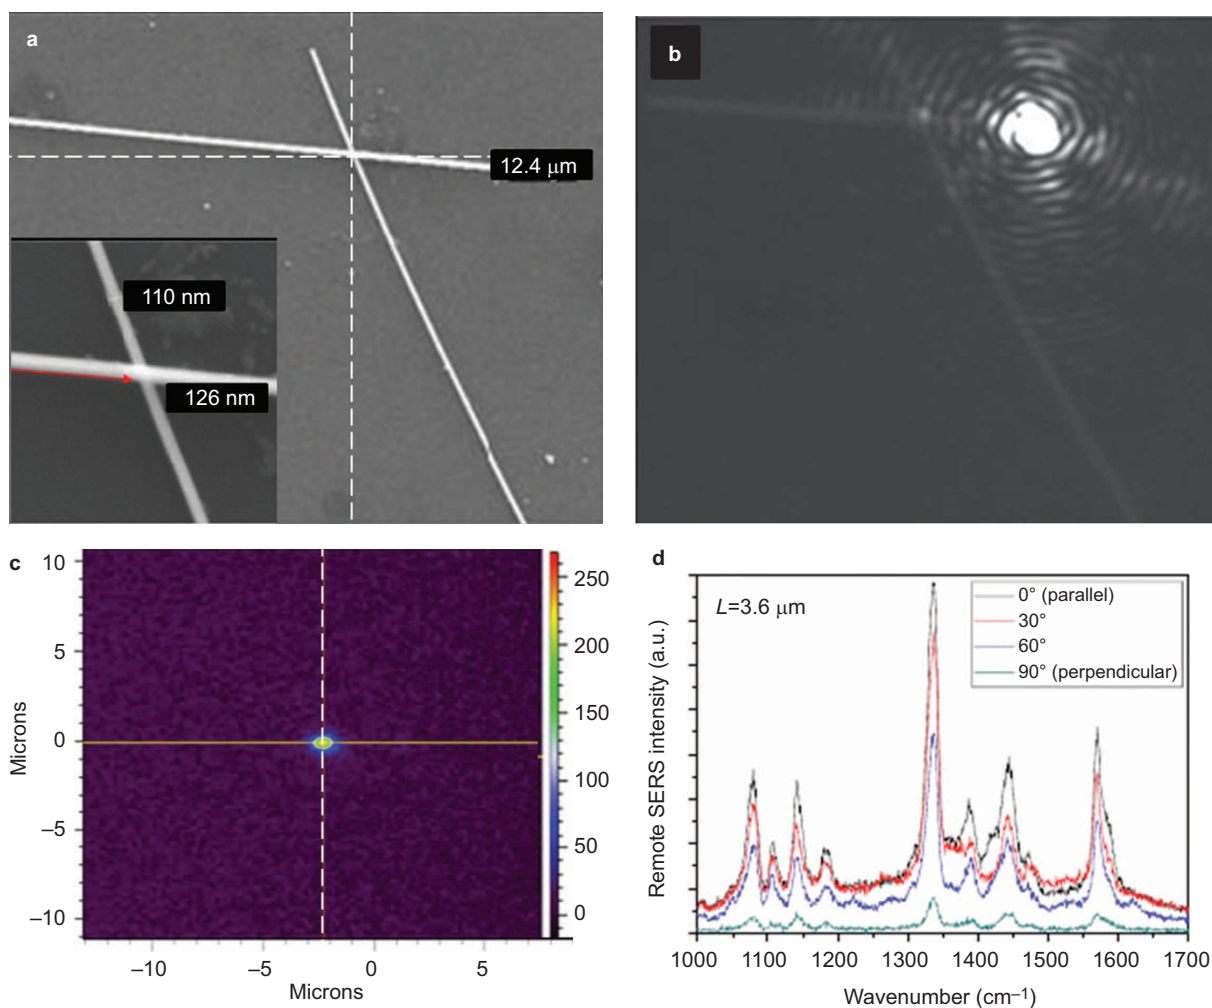 a
12.4 μm
110 nm
126 nm
b
c
10
5
0
–5
–10
Microns
–10
–5
0
5
Microns
250
200
150
100
50
0
d
L=3.6 μm
0° (parallel)
30°
60°
90° (perpendicular)
Remote SERS intensity (a.u.)
1000 1100 1200 1300 1400 1500 1600 1700
Wavenumber (cm–1)